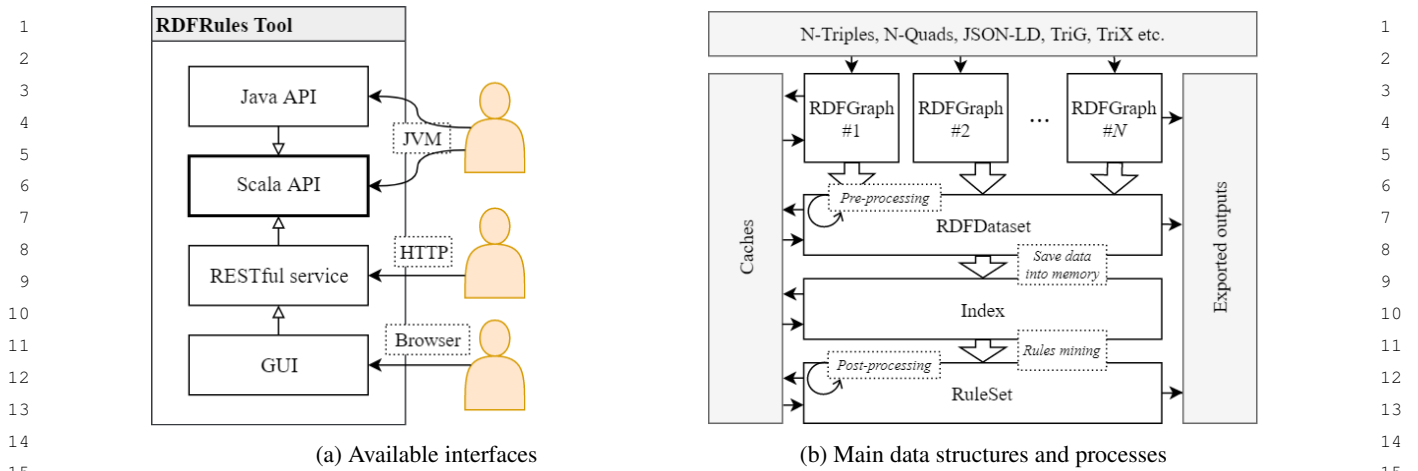 1
2
3
4
5
6
7
8
9
10
11
12
13
14
RDFRules Tool
Java API
JVM
Scala API
HTTP
RESTful service
Browser
GUI
(a) Available interfaces
N-Triples, N-Quads, JSON-LD, TriG, TriX etc.
RDFGraph
#1
RDFGraph
#2
...
RDFGraph
#N
Caches
Pre-processing
RDFDataset
Save data
into memory
Index
Rules mining
Post-processing
RuleSet
Exported outputs
(b) Main data structures and processes
1
2
3
4
5
6
7
8
9
10
11
12
13
14